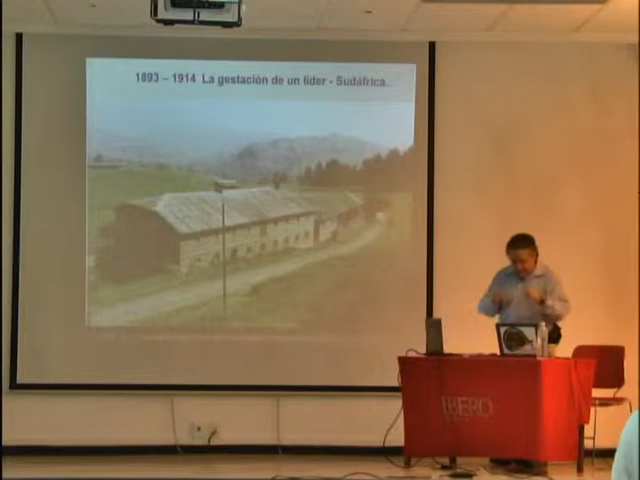 1893 – 1914 La gestación de un líder - Sudáfrica.
IBERO